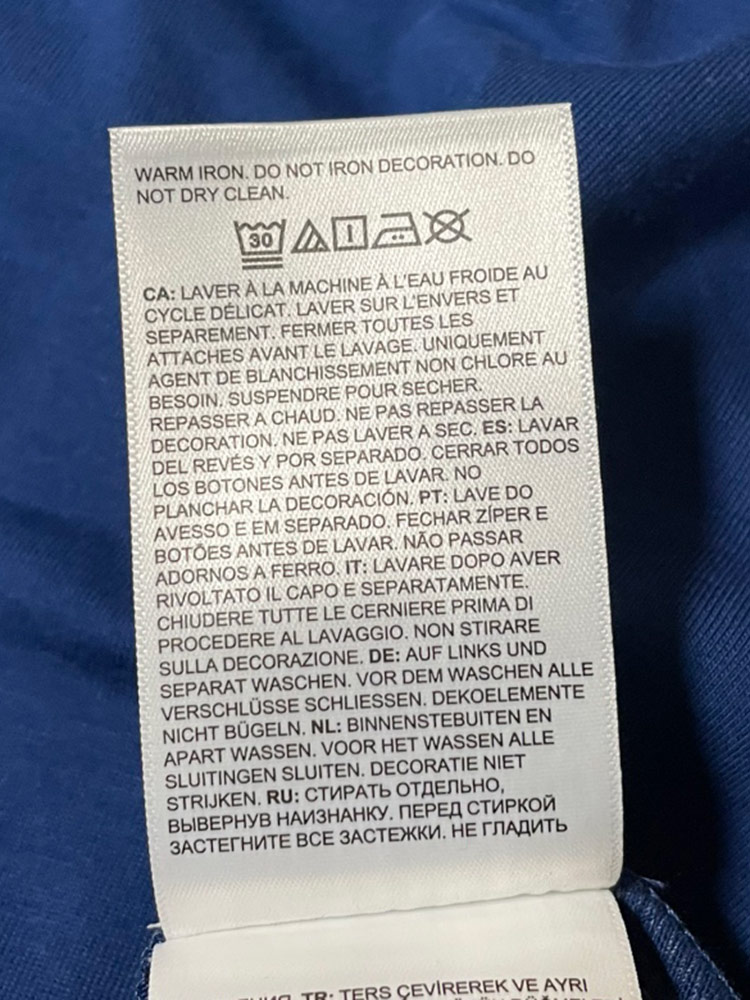 WARM IRON. DO NOT IRON DECORATION. DO
NOT DRY CLEAN.
30
CA: LAVER À LA MACHINE À L'EAU FROIDE AU
CYCLE DÉLICAT. LAVER SUR L'ENVERS ET
SEPAREMENT. FERMER TOUTES LES
ATTACHES AVANT LE LAVAGE. UNIQUEMENT
AGENT DE BLANCHISSEMENT NON CHLORE AU
BESOIN. SUSPENDRE POUR SECHER.
REPASSER A CHAUD. NE PAS REPASSER LA
DECORATION. NE PAS LAVER A SEC. ES: LAVAR
DEL REVÉS Y POR SEPARADO. CERRAR TODOS
LOS BOTONES ANTES DE LAVAR. NO
PLANCHAR LA DECORACIÓN. PT: LAVE DO
AVESSO E EM SEPARADO. FECHAR ZÍPER E
BOTÕES ANTES DE LAVAR. NÃO PASSAR
ADORNOS A FERRO. IT: LAVARE DOPO AVER
RIVOLTATO IL CAPO E SEPARATAMENTE.
CHIUDERE TUTTE LE CERNIERE PRIMA DI
PROCEDERE AL LAVAGGIO. NON STIRARE
SULLA DECORAZIONE. DE: AUF LINKS UND
SEPARAT WASCHEN. VOR DEM WASCHEN ALLE
VERSCHLÜSSE SCHLIESSEN. DEKOELEMENTE
NICHT BÜGELN. NL: BINNENSTEBUITEN EN
APART WASSEN. VOOR HET WASSEN ALLE
SLUITINGEN SLUITEN. DECORATIE NIET
STRIJKEN. RU: СТИРАТЬ ОТДЕЛЬНО,
ВЫВЕРНУВ НАИЗНАНКУ. ПЕРЕД СТИРКОЙ
ЗАСТЕГНИТЕ ВСЕ ЗАСТЕЖКИ. НЕ ГЛАДИТЬ
TR: TERS ÇEVİREREK VE AYRI